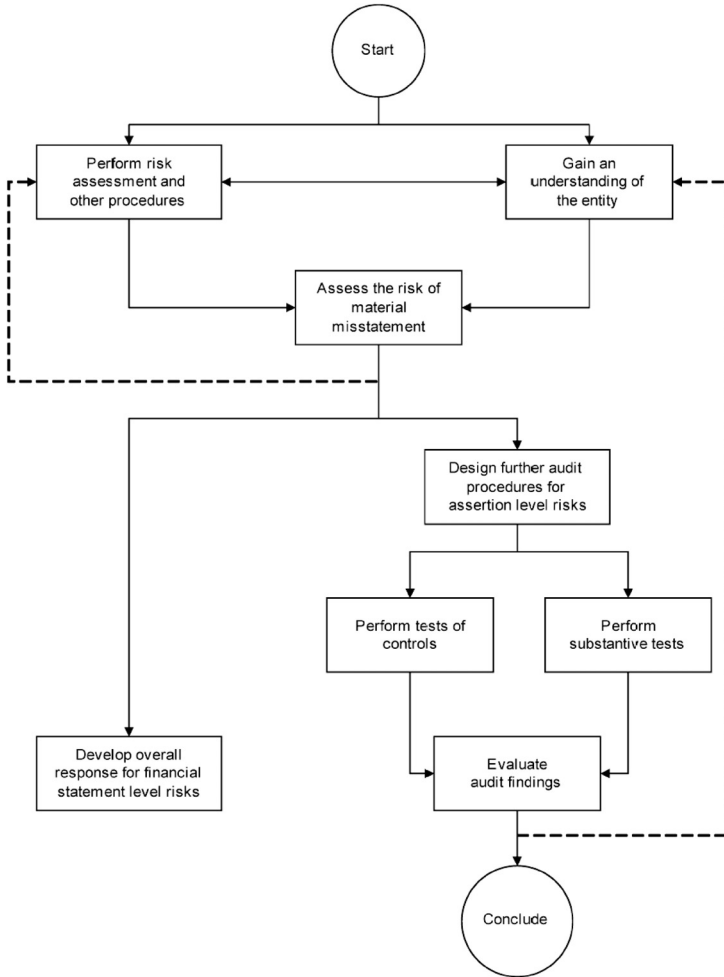 Start
Perform risk
assessment and
other procedures
Gain an
understanding of
the entity
Assess the risk of
material
misstatement
Design further audit
procedures for
assertion level risks
Perform tests of
controls
Perform
substantive tests
Develop overall
response for financial
statement level risks
Evaluate
audit findings
Conclude